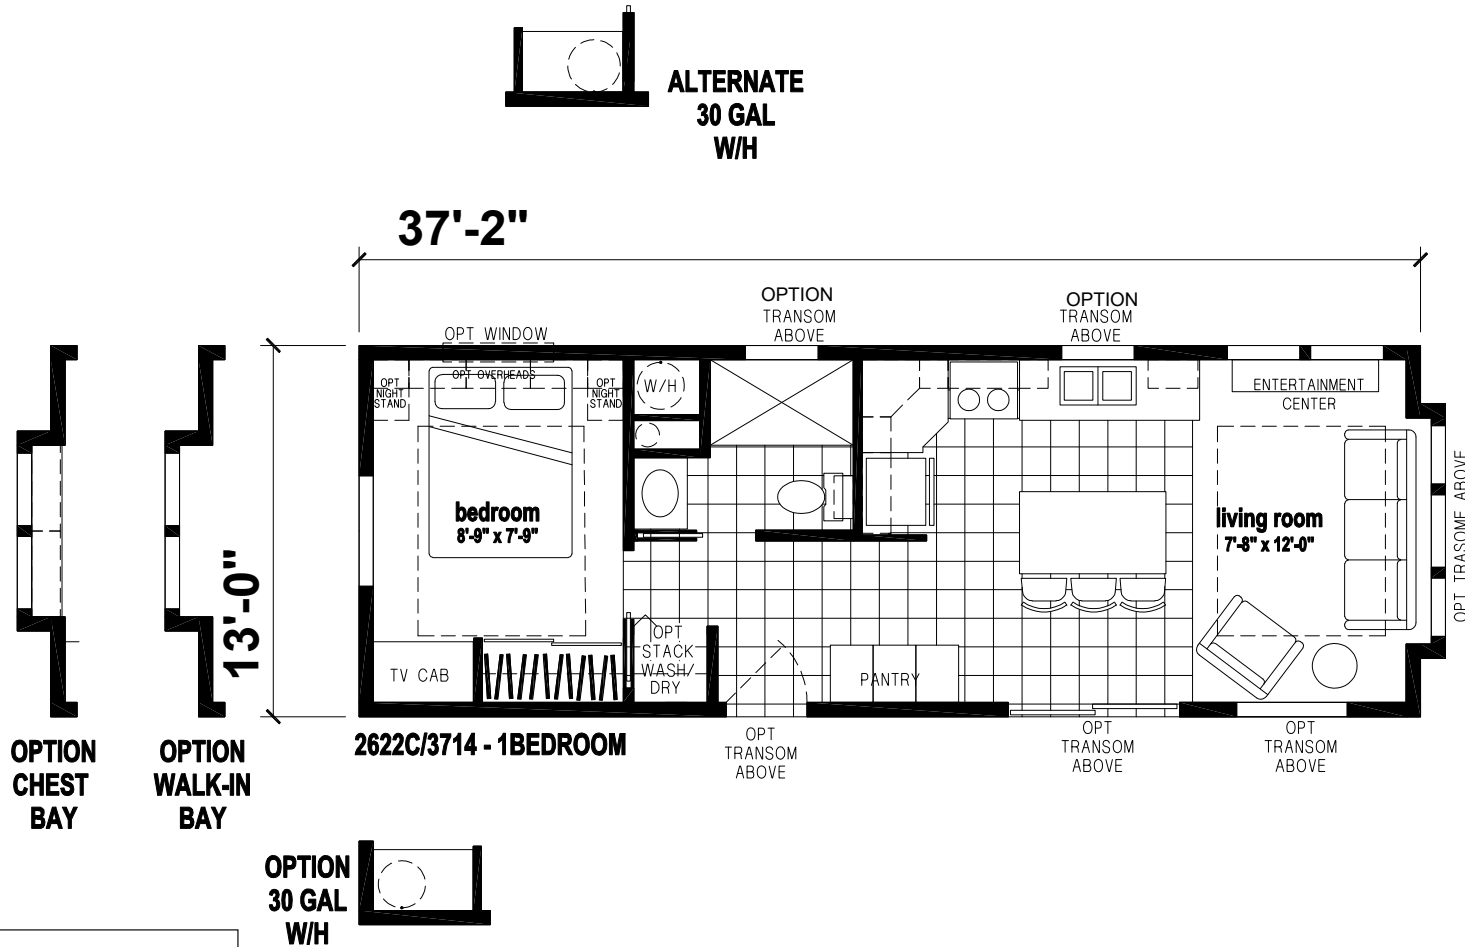 ALTERNATE
30 GAL
W/H
37'-2"
OPTION
TRANSOM
ABOVE
OPTION
TRANSOM
ABOVE
OPT WINDOW
OPT OVERHEADS
OPT
NIGHT
STAND
OPT
NIGHT
STAND
W/H
ENTERTAINMENT
CENTER
bedroom
8'-9" x 7'-9"
living room
7'-8" x 12'-0"
OPT TRASOME ABOVE
13'-0"
OPT
STACK
WASH/
DRY
TV CAB
PANTRY
2622C/3714 - 1BEDROOM
OPT
TRANSOM
ABOVE
OPT
TRANSOM
ABOVE
OPT
TRANSOM
ABOVE
OPTION
CHEST
BAY
OPTION
WALK-IN
BAY
OPTION
30 GAL
W/H